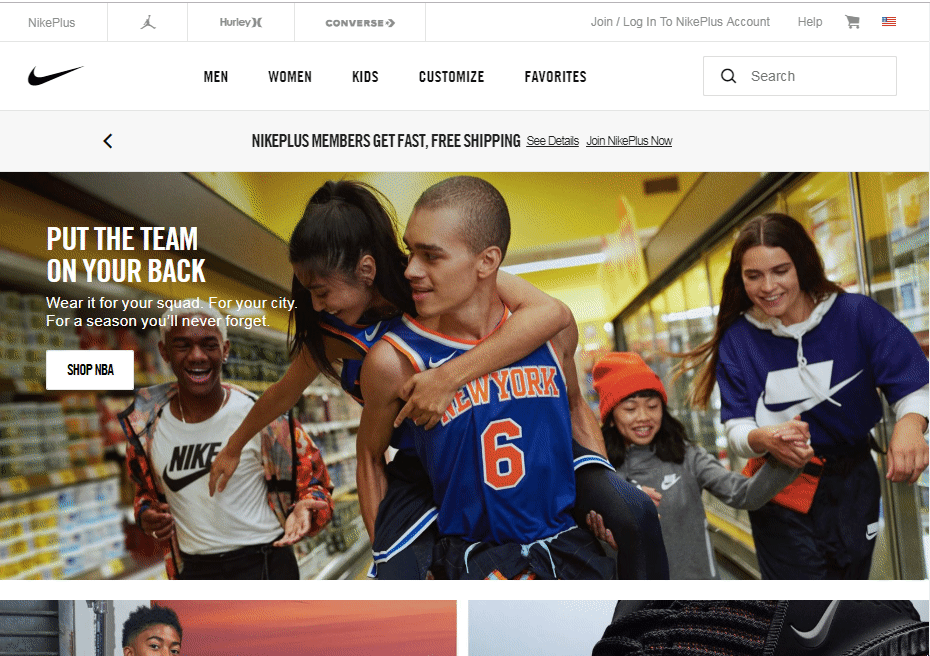 NikePlus
Hurley
CONVERSE
Join / Log In To NikePlus Account
Help
MEN
WOMEN
KIDS
CUSTOMIZE
FAVORITES
Search
NIKEPLUS MEMBERS GET FAST, FREE SHIPPING See Details Join NikePlus Now
PUT THE TEAM
ON YOUR BACK
Wear it for your squad. For your city.
For a season you'll never forget.
SHOP NBA
NIKE
NEW YORK
6